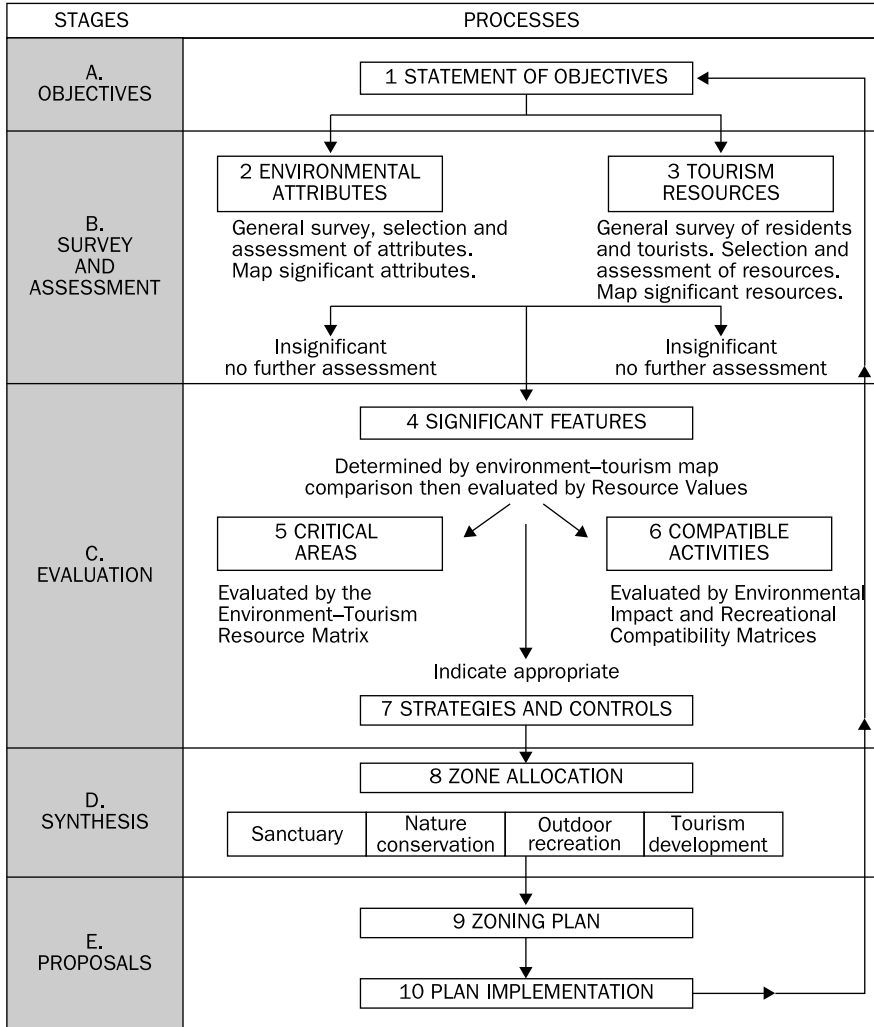 STAGES
PROCESSES
A.
OBJECTIVES
1 STATEMENT OF OBJECTIVES
B.
SURVEY
AND
ASSESSMENT
2 ENVIRONMENTAL
ATTRIBUTES
General survey, selection and
assessment of attributes.
Map significant attributes.
3 TOURISM
RESOURCES
General survey of residents
and tourists. Selection and
assessment of resources.
Map significant resources.
Insignificant
no further assessment
Insignificant
no further assessment
C.
EVALUATION
4 SIGNIFICANT FEATURES
Determined by environment–tourism map
comparison then evaluated by Resource Values
5 CRITICAL
AREAS
Evaluated by the
Environment–Tourism
Resource Matrix
6 COMPATIBLE
ACTIVITIES
Evaluated by Environmental
Impact and Recreational
Compatibility Matrices
Indicate appropriate
7 STRATEGIES AND CONTROLS
D.
SYNTHESIS
8 ZONE ALLOCATION
Sanctuary
Nature
conservation
Outdoor
recreation
Tourism
development
E.
PROPOSALS
9 ZONING PLAN
10 PLAN IMPLEMENTATION